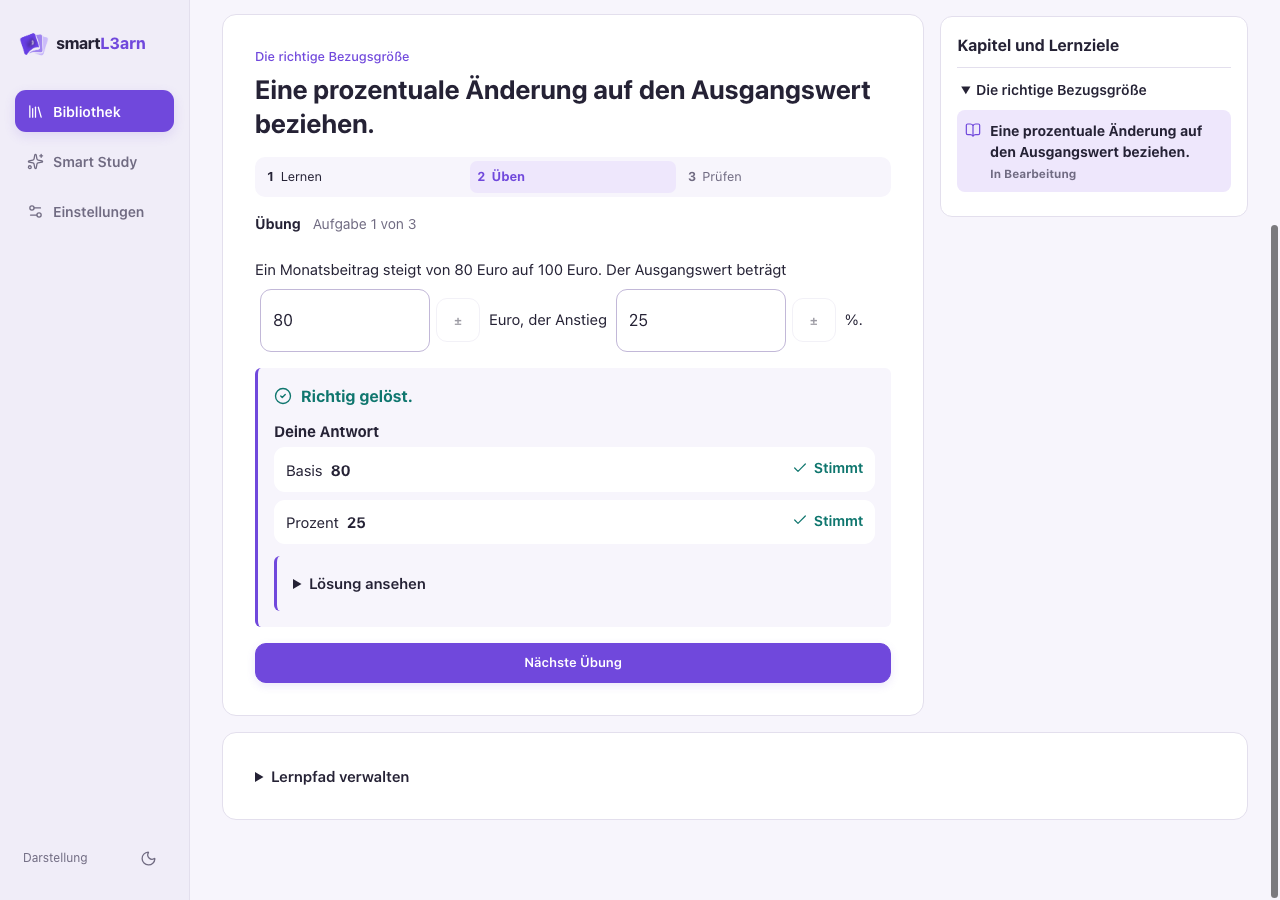 smartL3arn
Bibliothek
Smart Study
Einstellungen
Darstellung
Die richtige Bezugsgröße
Eine prozentuale Änderung auf den Ausgangswert
beziehen.
1 Lernen
2 Üben
3 Prüfen
Übung Aufgabe 1 von 3
Ein Monatsbeitrag steigt von 80 Euro auf 100 Euro. Der Ausgangswert beträgt
80 ± Euro, der Anstieg 25 ± %.
Richtig gelöst.
Deine Antwort
Basis 80 Stimmt
Prozent 25 Stimmt
Lösung ansehen
Nächste Übung
Lernpfad verwalten
Kapitel und Lernziele
Die richtige Bezugsgröße
Eine prozentuale Änderung auf
den Ausgangswert beziehen.
In Bearbeitung